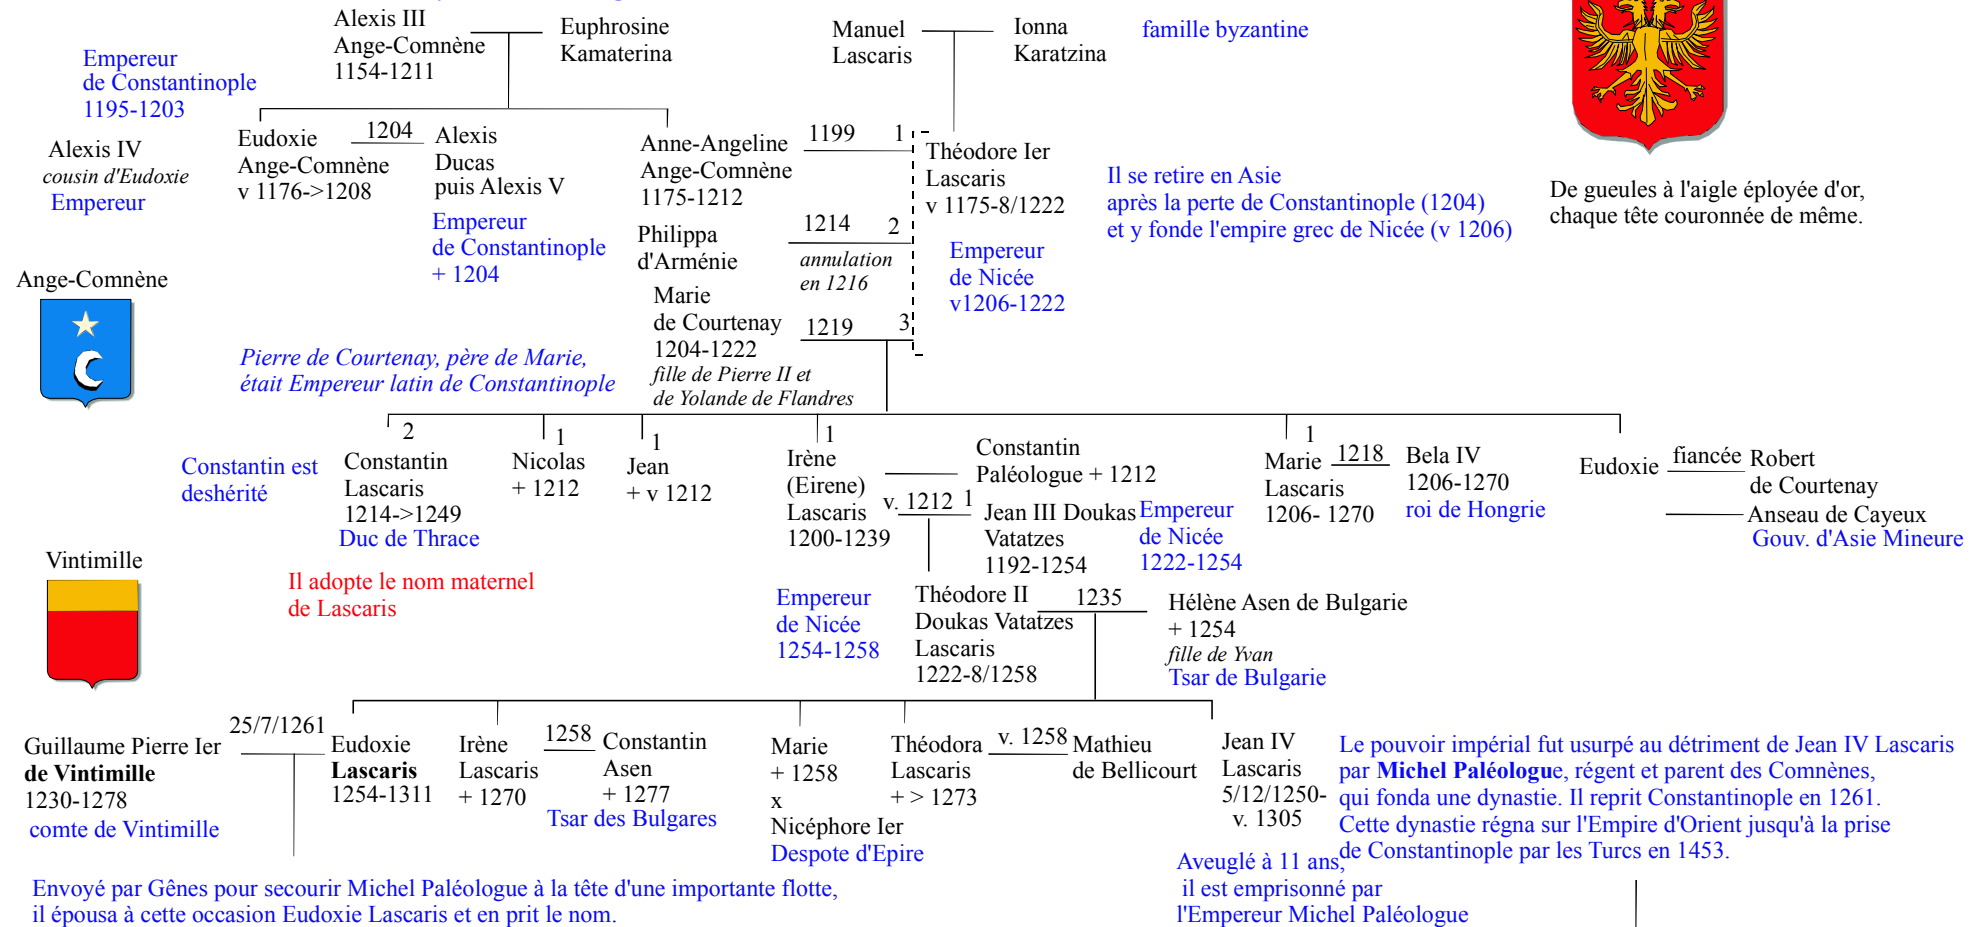 Alexis III
Ange-Comnène
1154-1211
Euphrosine
Kamaterina
Manuel
Lascaris
Ionna
Karatzina
famille byzantine
Empereur
de Constantinople
1195-1203
Alexis IV
cousin d'Eudoxie
Empereur
Eudoxie
Ange-Comnène
v 1176->1208
1204
Alexis
Ducas
puis Alexis V
Empereur
de Constantinople
+ 1204
Anne-Angeline
Ange-Comnène
1175-1212
1199
1
Théodore Ier
Lascaris
v 1175-8/1222
Empereur
de Nicée
v1206-1222
Il se retire en Asie
après la perte de Constantinople (1204)
et y fonde l'empire grec de Nicée (v 1206)
De gueules à l'aigle éployée d'or,
chaque tête couronnée de même.
Philippa
d'Arménie
1214
2
annulation
en 1216
Marie
de Courtenay
1204-1222
fille de Pierre II et
de Yolande de Flandres
1219
3
Ange-Comnène
Pierre de Courtenay, père de Marie,
était Empereur latin de Constantinople
Constantin est
deshérité
2
Constantin
Lascaris
1214->1249
Duc de Thrace
Il adopte le nom maternel
de Lascaris
1
Nicolas
+ 1212
1
Jean
+ v 1212
1
Irène
(Eirene)
Lascaris
1200-1239
Constantin
Paléologue + 1212
v. 1212
1
Jean III Doukas
Vatatzes
1192-1254
Empereur
de Nicée
1222-1254
1
Marie
Lascaris
1206- 1270
1218
Bela IV
1206-1270
roi de Hongrie
Eudoxie
fiancée
Robert
de Courtenay
Anseau de Cayeux
Gouv. d'Asie Mineure
Vintimille
Empereur
de Nicée
1254-1258
Théodore II
Doukas Vatatzes
Lascaris
1222-8/1258
1235
Hélène Asen de Bulgarie
+ 1254
fille de Yvan
Tsar de Bulgarie
Guillaume Pierre Ier
de Vintimille
1230-1278
comte de Vintimille
25/7/1261
Eudoxie
Lascaris
1254-1311
Irène
Lascaris
+ 1270
1258
Constantin
Asen
+ 1277
Tsar des Bulgares
Marie
+ 1258
x
Nicéphore Ier
Despote d'Epire
Théodora
Lascaris
+ > 1273
v. 1258
Mathieu
de Bellicourt
Jean IV
Lascaris
5/12/1250-
v. 1305
Aveuglé à 11 ans,
il est emprisonné par
l'Empereur Michel Paléologue
Le pouvoir impérial fut usurpé au détriment de Jean IV Lascaris
par Michel Paléologue, régent et parent des Comnènes,
qui fonda une dynastie. Il reprit Constantinople en 1261.
Cette dynastie régna sur l'Empire d'Orient jusqu'à la prise
de Constantinople par les Turcs en 1453.
Envoyé par Gênes pour secourir Michel Paléologue à la tête d'une importante flotte,
il épousa à cette occasion Eudoxie Lascaris et en prit le nom.